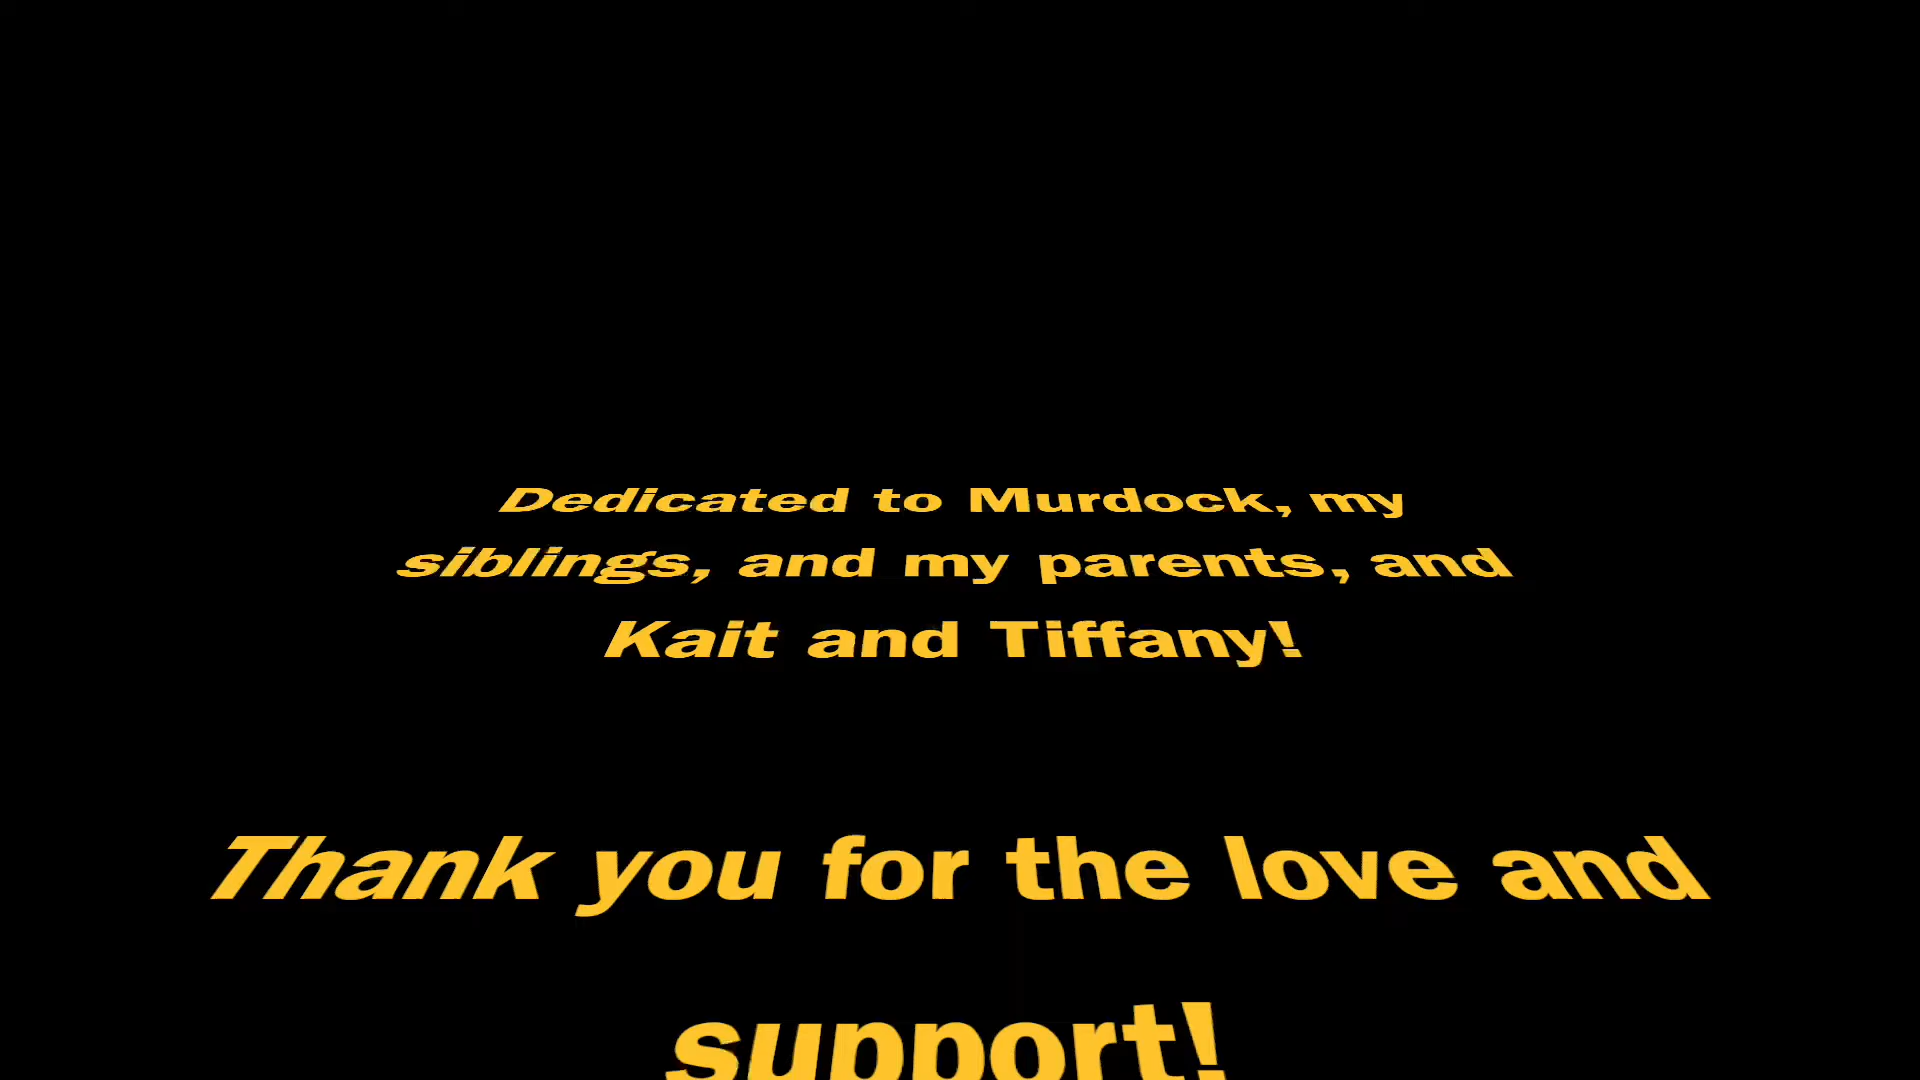 Dedicated to Murdock, my
siblings, and my parents, and
Kait and Tiffany!
Thank you for the love and
support!